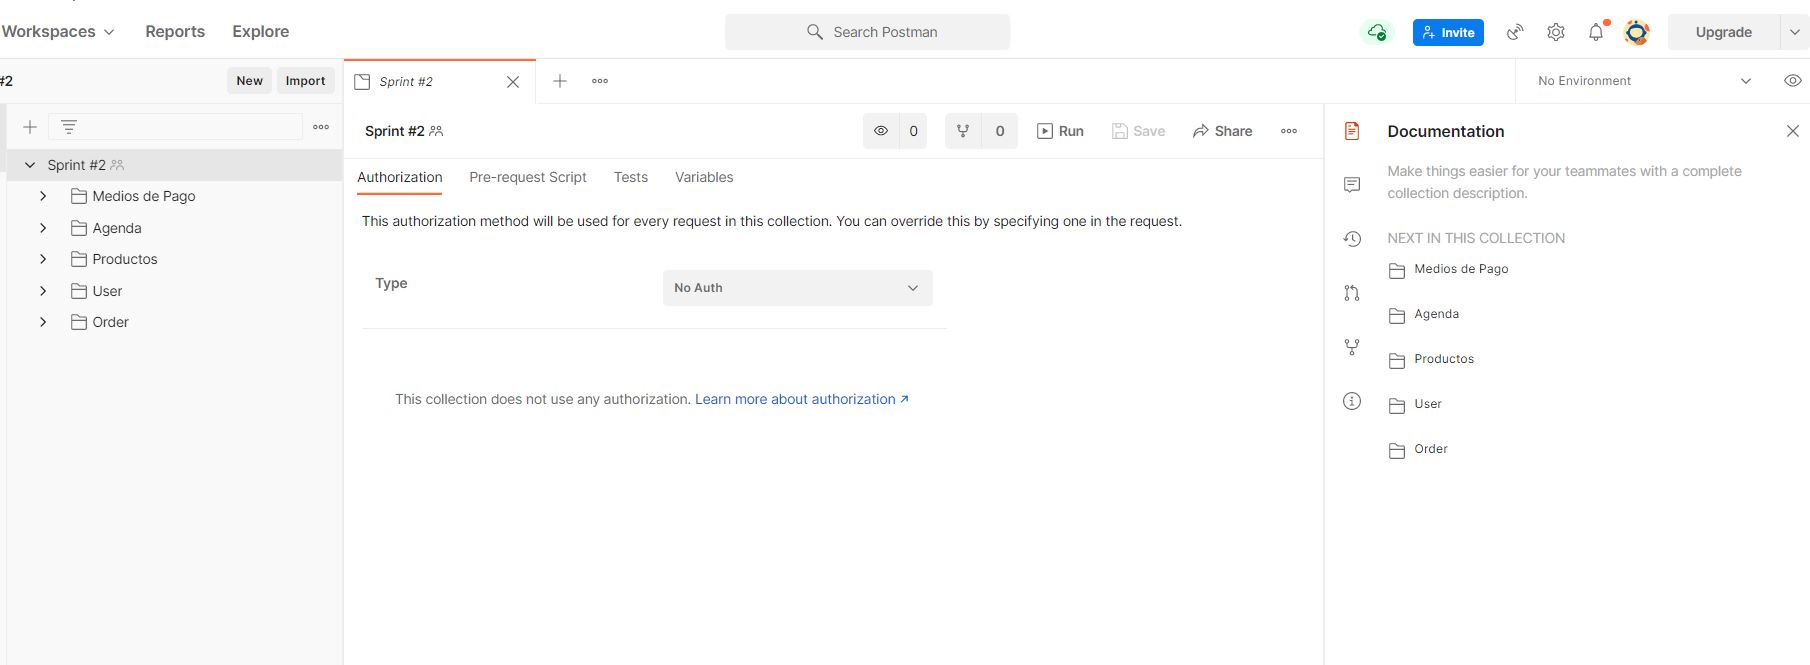 Workspaces Reports Explore Search Postman Invite Upgrade
#2 New Import Sprint #2 No Environment
Sprint #2 0 0 Run Save Share
Sprint #2
Medios de Pago
Agenda
Productos
User
Order
Authorization Pre-request Script Tests Variables
This authorization method will be used for every request in this collection. You can override this by specifying one in the request.
Type No Auth
This collection does not use any authorization. Learn more about authorization
Documentation
Make things easier for your teammates with a complete
collection description.
NEXT IN THIS COLLECTION
Medios de Pago
Agenda
Productos
User
Order